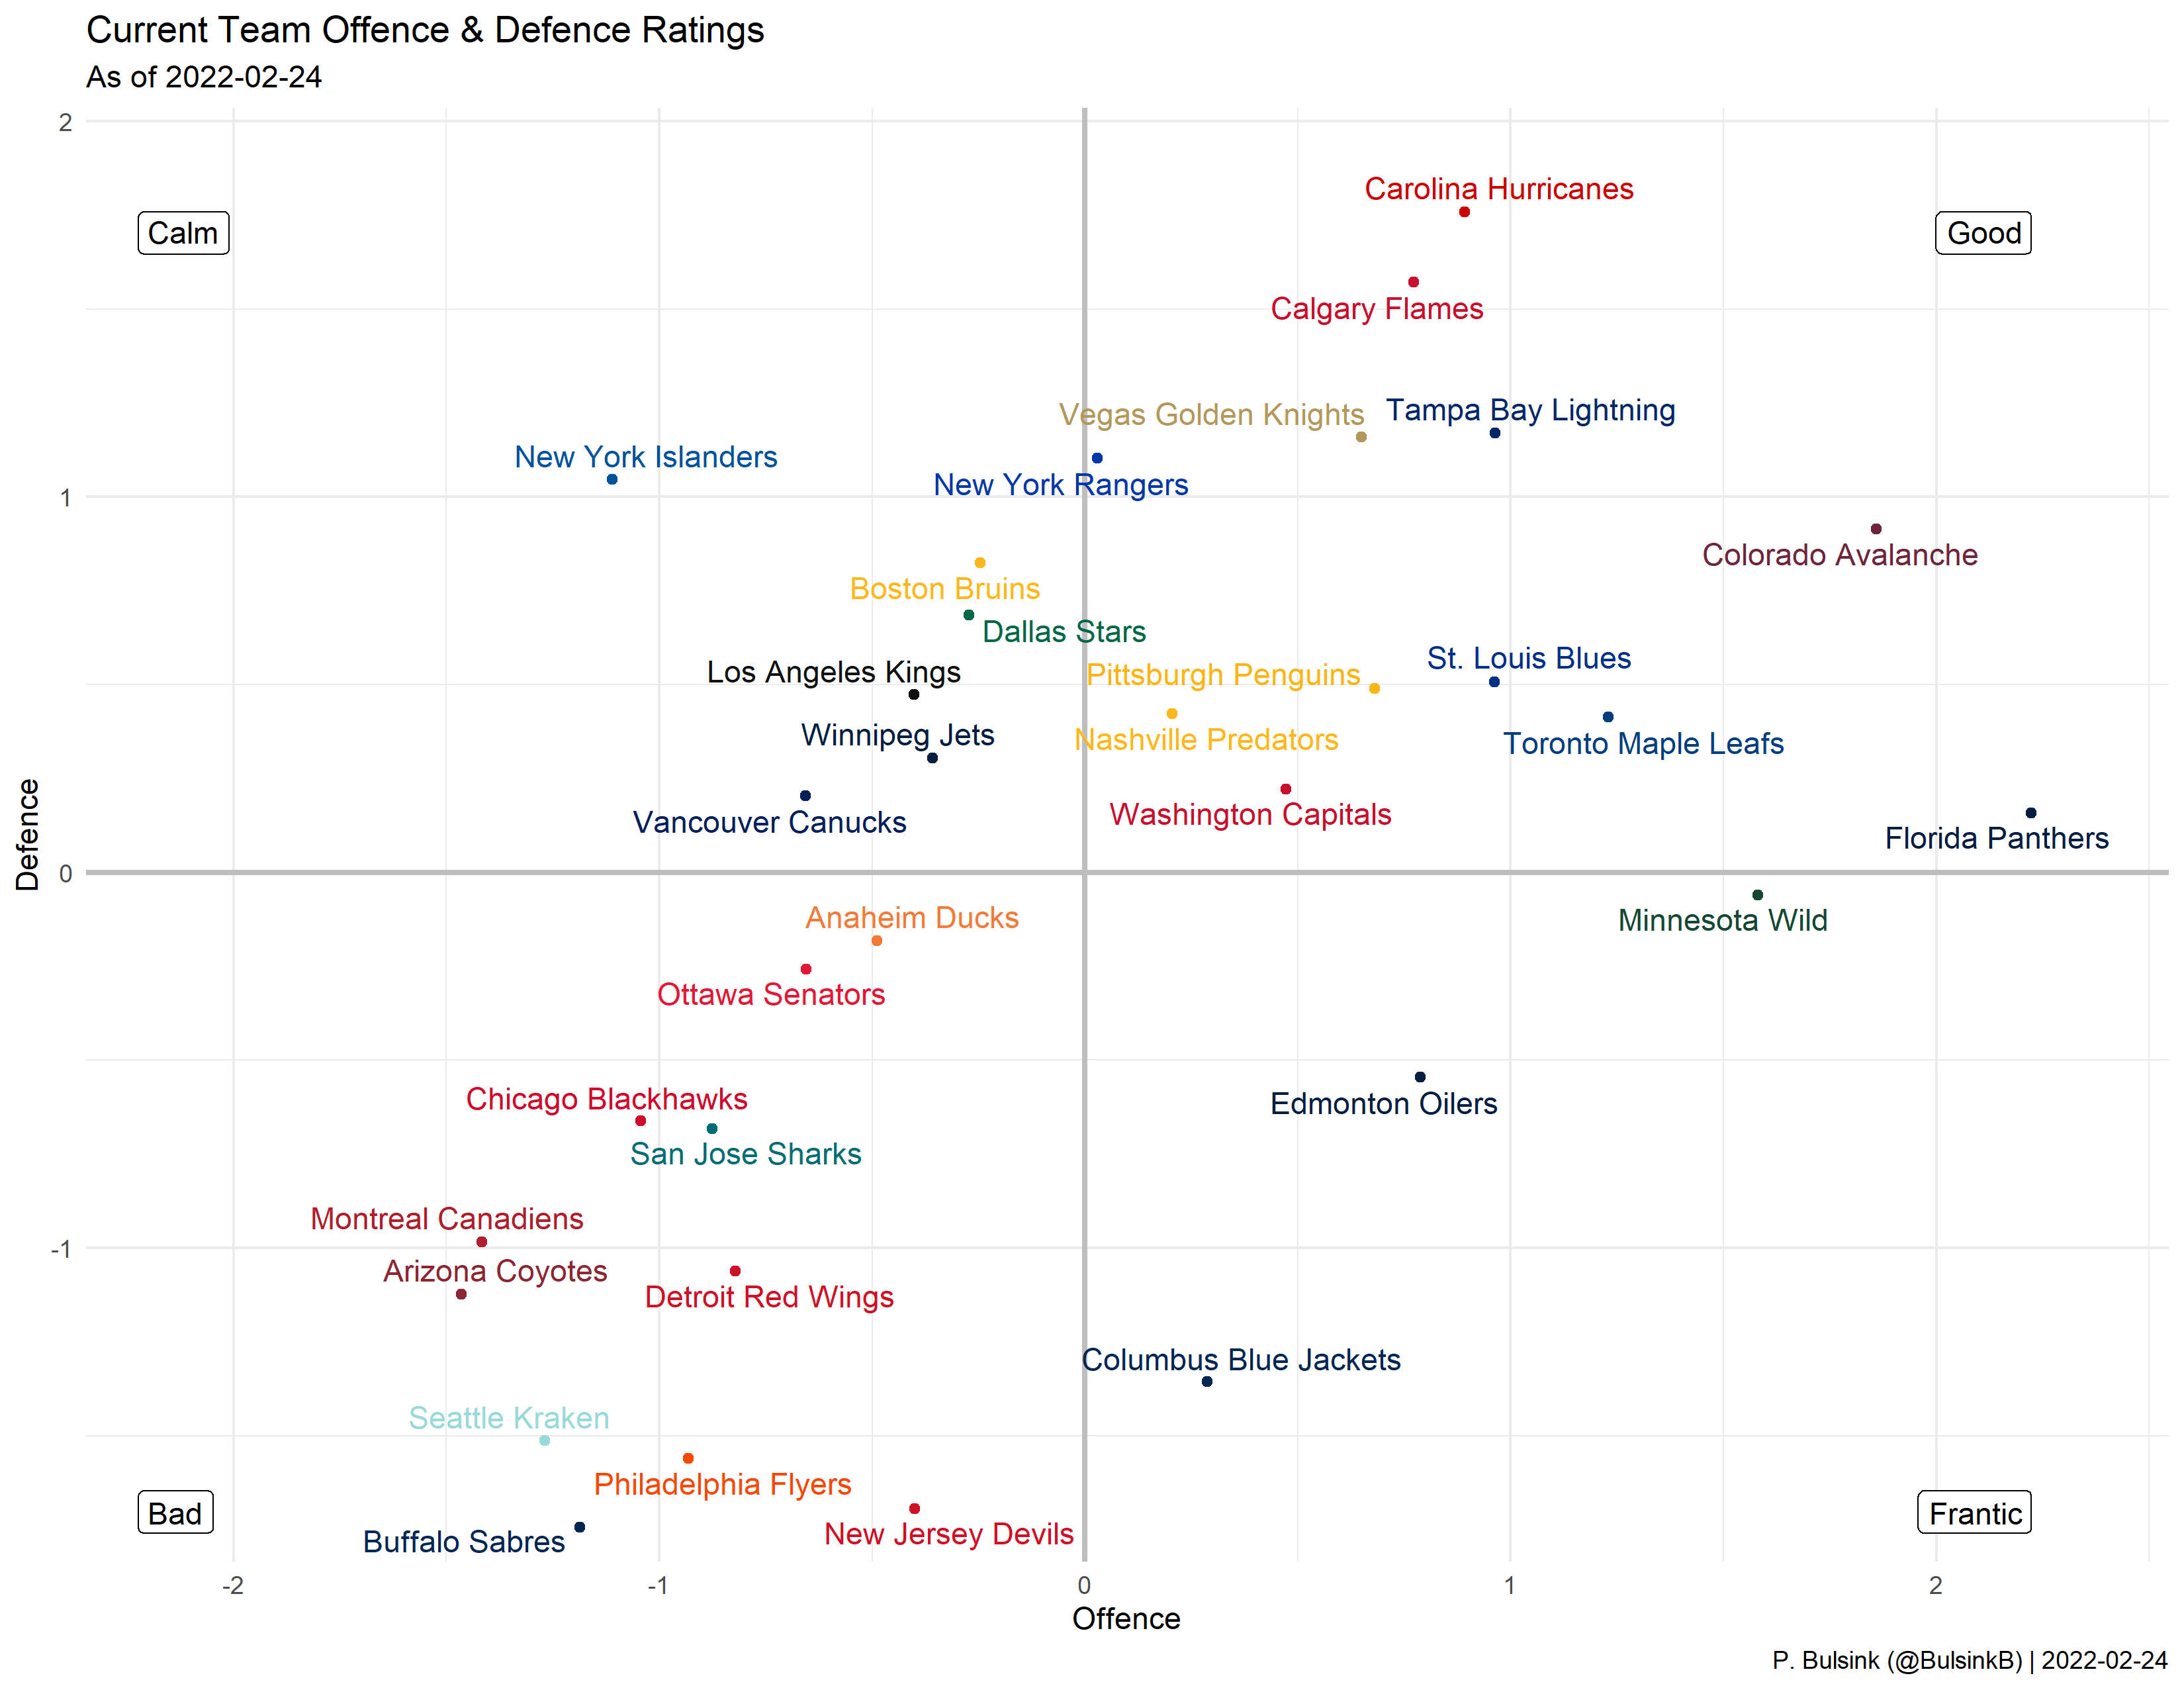 Current Team Offence & Defence Ratings
As of 2022-02-24
2
Carolina Hurricanes
Calm
Good
Calgary Flames
Vegas Golden Knights
Tampa Bay Lightning
New York Islanders
New York Rangers
1
Colorado Avalanche
Boston Bruins
Dallas Stars
Los Angeles Kings
Pittsburgh Penguins
St. Louis Blues
Winnipeg Jets
Nashville Predators
Toronto Maple Leafs
Vancouver Canucks
Washington Capitals
Florida Panthers
Defence
0
Anaheim Ducks
Minnesota Wild
Ottawa Senators
Chicago Blackhawks
Edmonton Oilers
San Jose Sharks
Montreal Canadiens
-1
Arizona Coyotes
Detroit Red Wings
Columbus Blue Jackets
Seattle Kraken
Philadelphia Flyers
Bad
Frantic
Buffalo Sabres
New Jersey Devils
-2
-1
0
1
2
Offence
P. Bulsink (@BulsinkB) | 2022-02-24